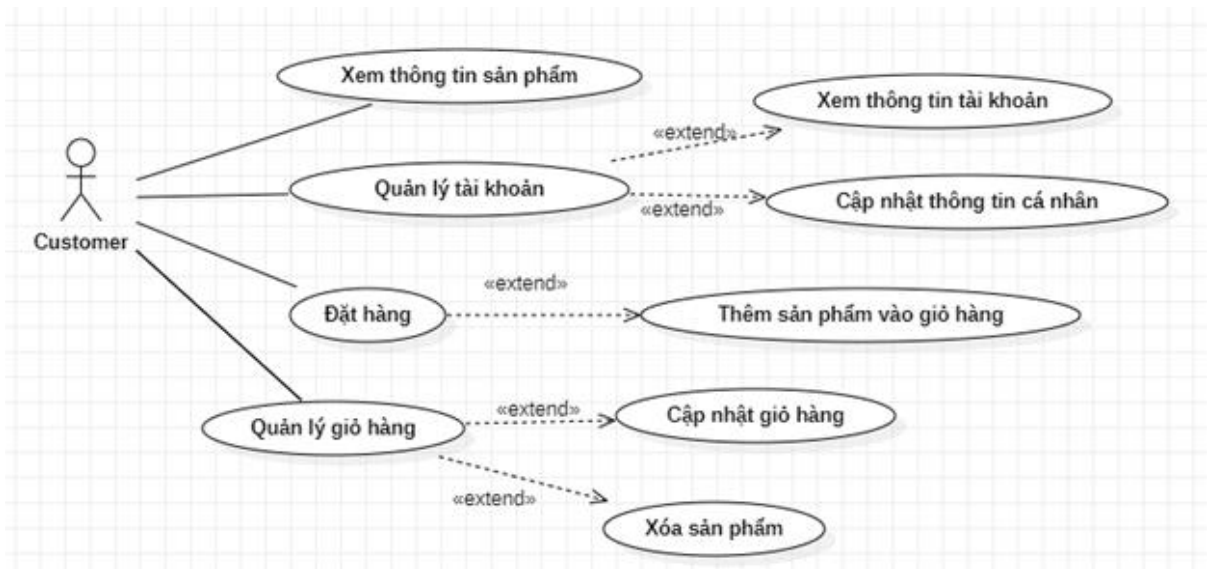 Xem thông tin sản phẩm
Xem thông tin tài khoản
«extend»
Quản lý tài khoản
Cập nhật thông tin cá nhân
«extend»
Customer
«extend»
Đặt hàng
Thêm sản phẩm vào giỏ hàng
«extend»
Cập nhật giỏ hàng
Quản lý giỏ hàng
«extend»
Xóa sản phẩm